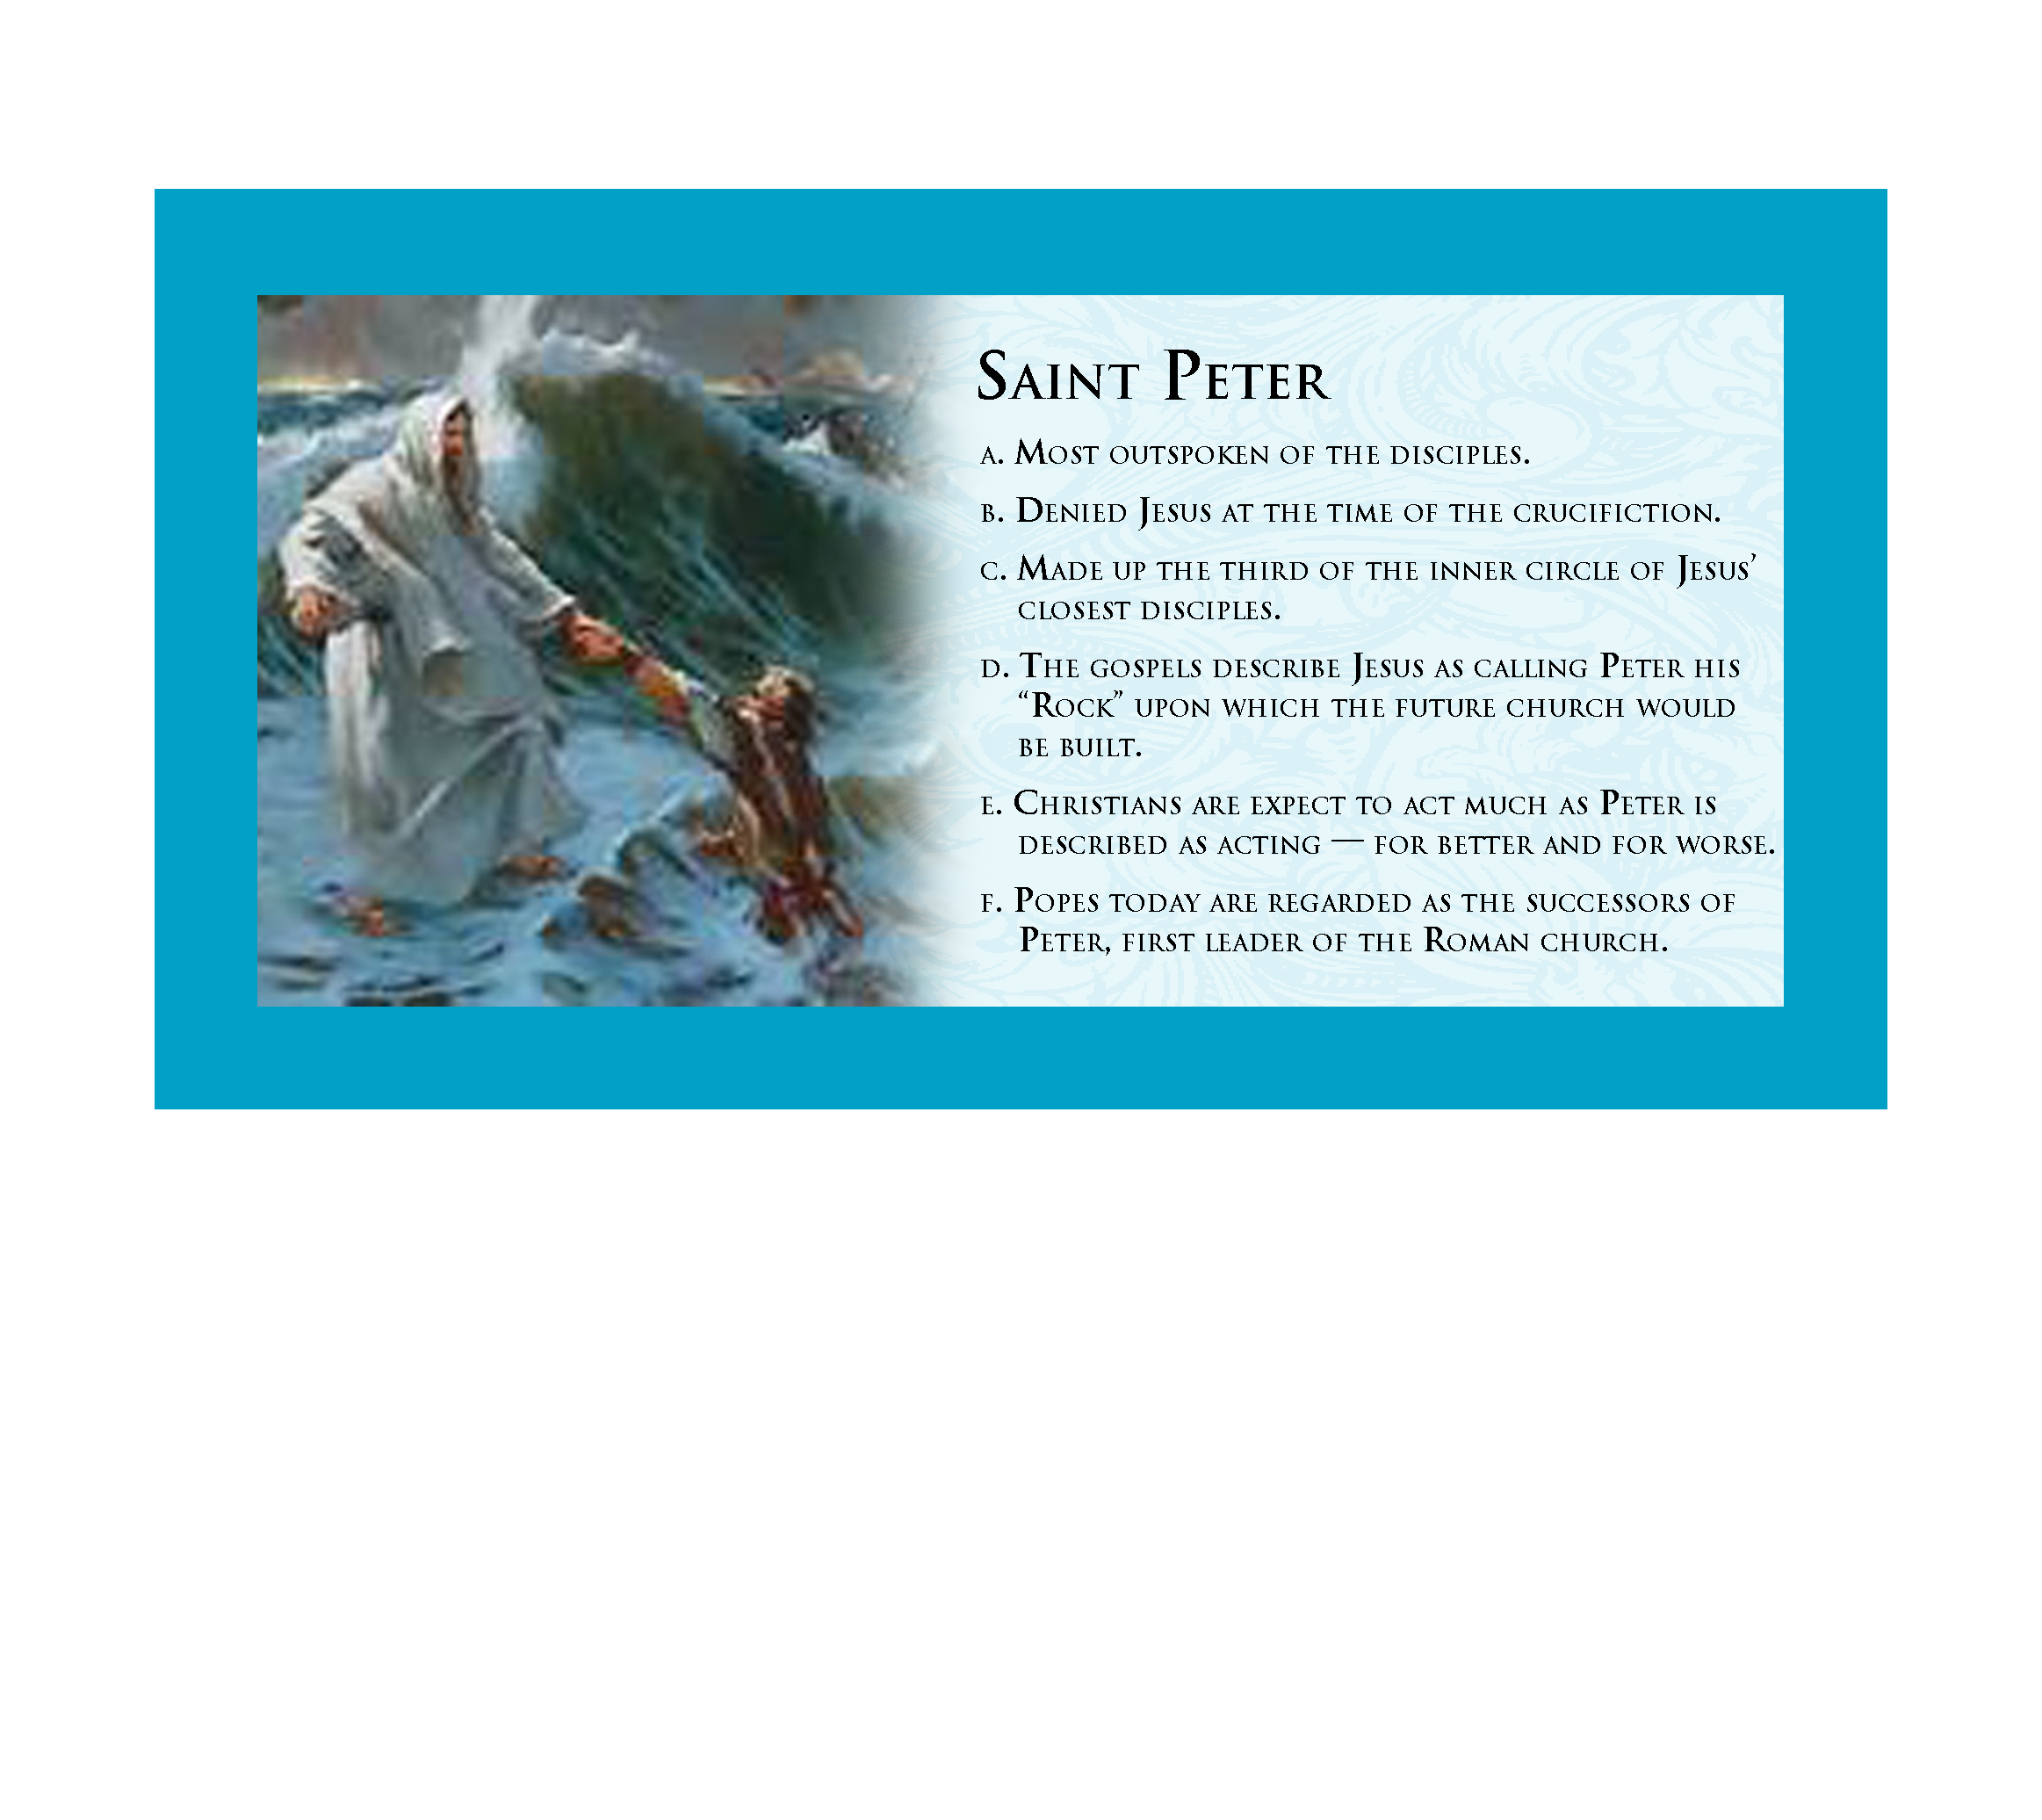 Saint Peter
a. Most outspoken of the disciples.
b. Denied Jesus at the time of the crucifiction.
c. Made up the third of the inner circle of Jesus’
closest disciples.
d. The gospels describe Jesus as calling Peter his
“Rock” upon which the future church would
be built.
e. Christians are expect to act much as Peter is
described as acting — for better and for worse.
f. Popes today are regarded as the successors of
Peter, first leader of the Roman church.